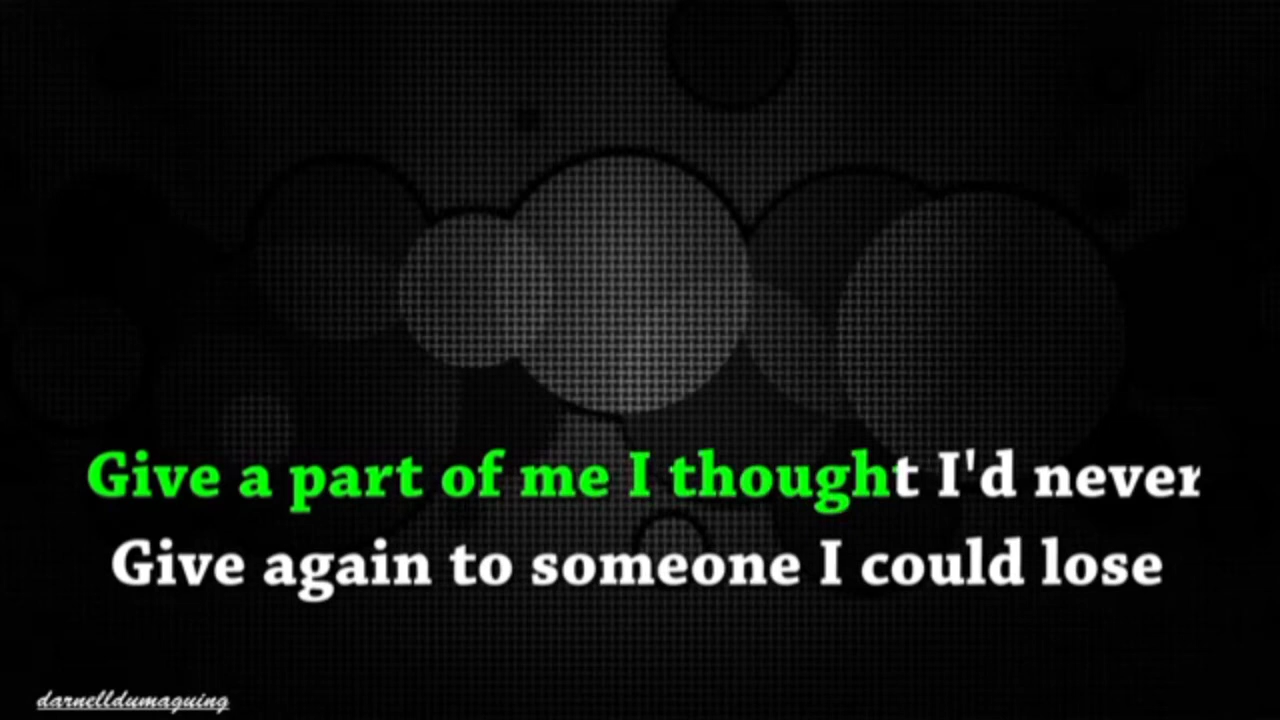 Give a part of me I thought I'd never
Give again to someone I could lose
darnelldumaguing